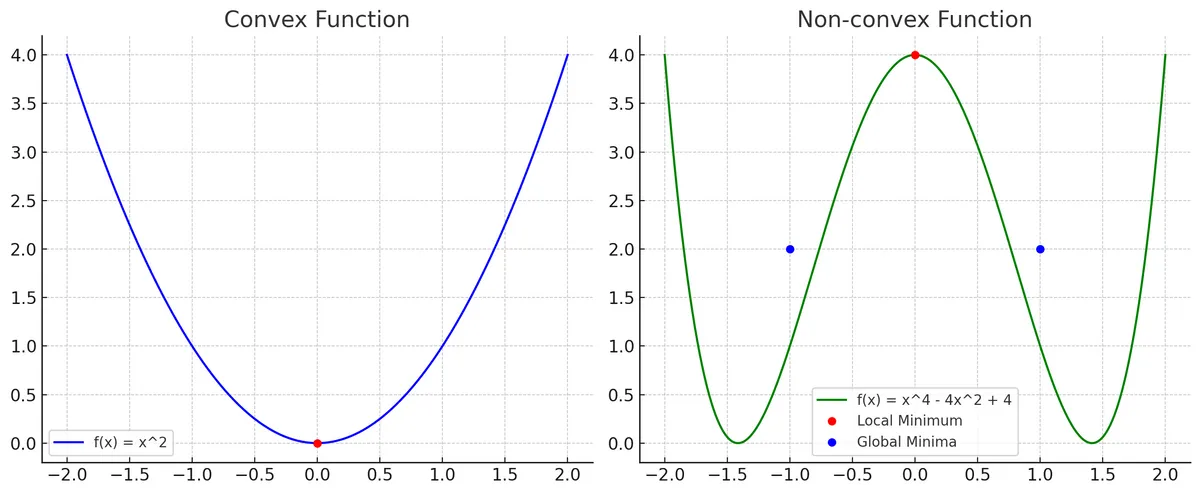 Convex Function
4.0
3.5
3.0
2.5
2.0
1.5
1.0
0.5
0.0
f(x) = x^2
−2.0 −1.5 −1.0 −0.5 0.0 0.5 1.0 1.5 2.0
Non-convex Function
4.0
3.5
3.0
2.5
2.0
1.5
1.0
0.5
0.0
f(x) = x^4 - 4x^2 + 4
Local Minimum
Global Minima
−2.0 −1.5 −1.0 −0.5 0.0 0.5 1.0 1.5 2.0